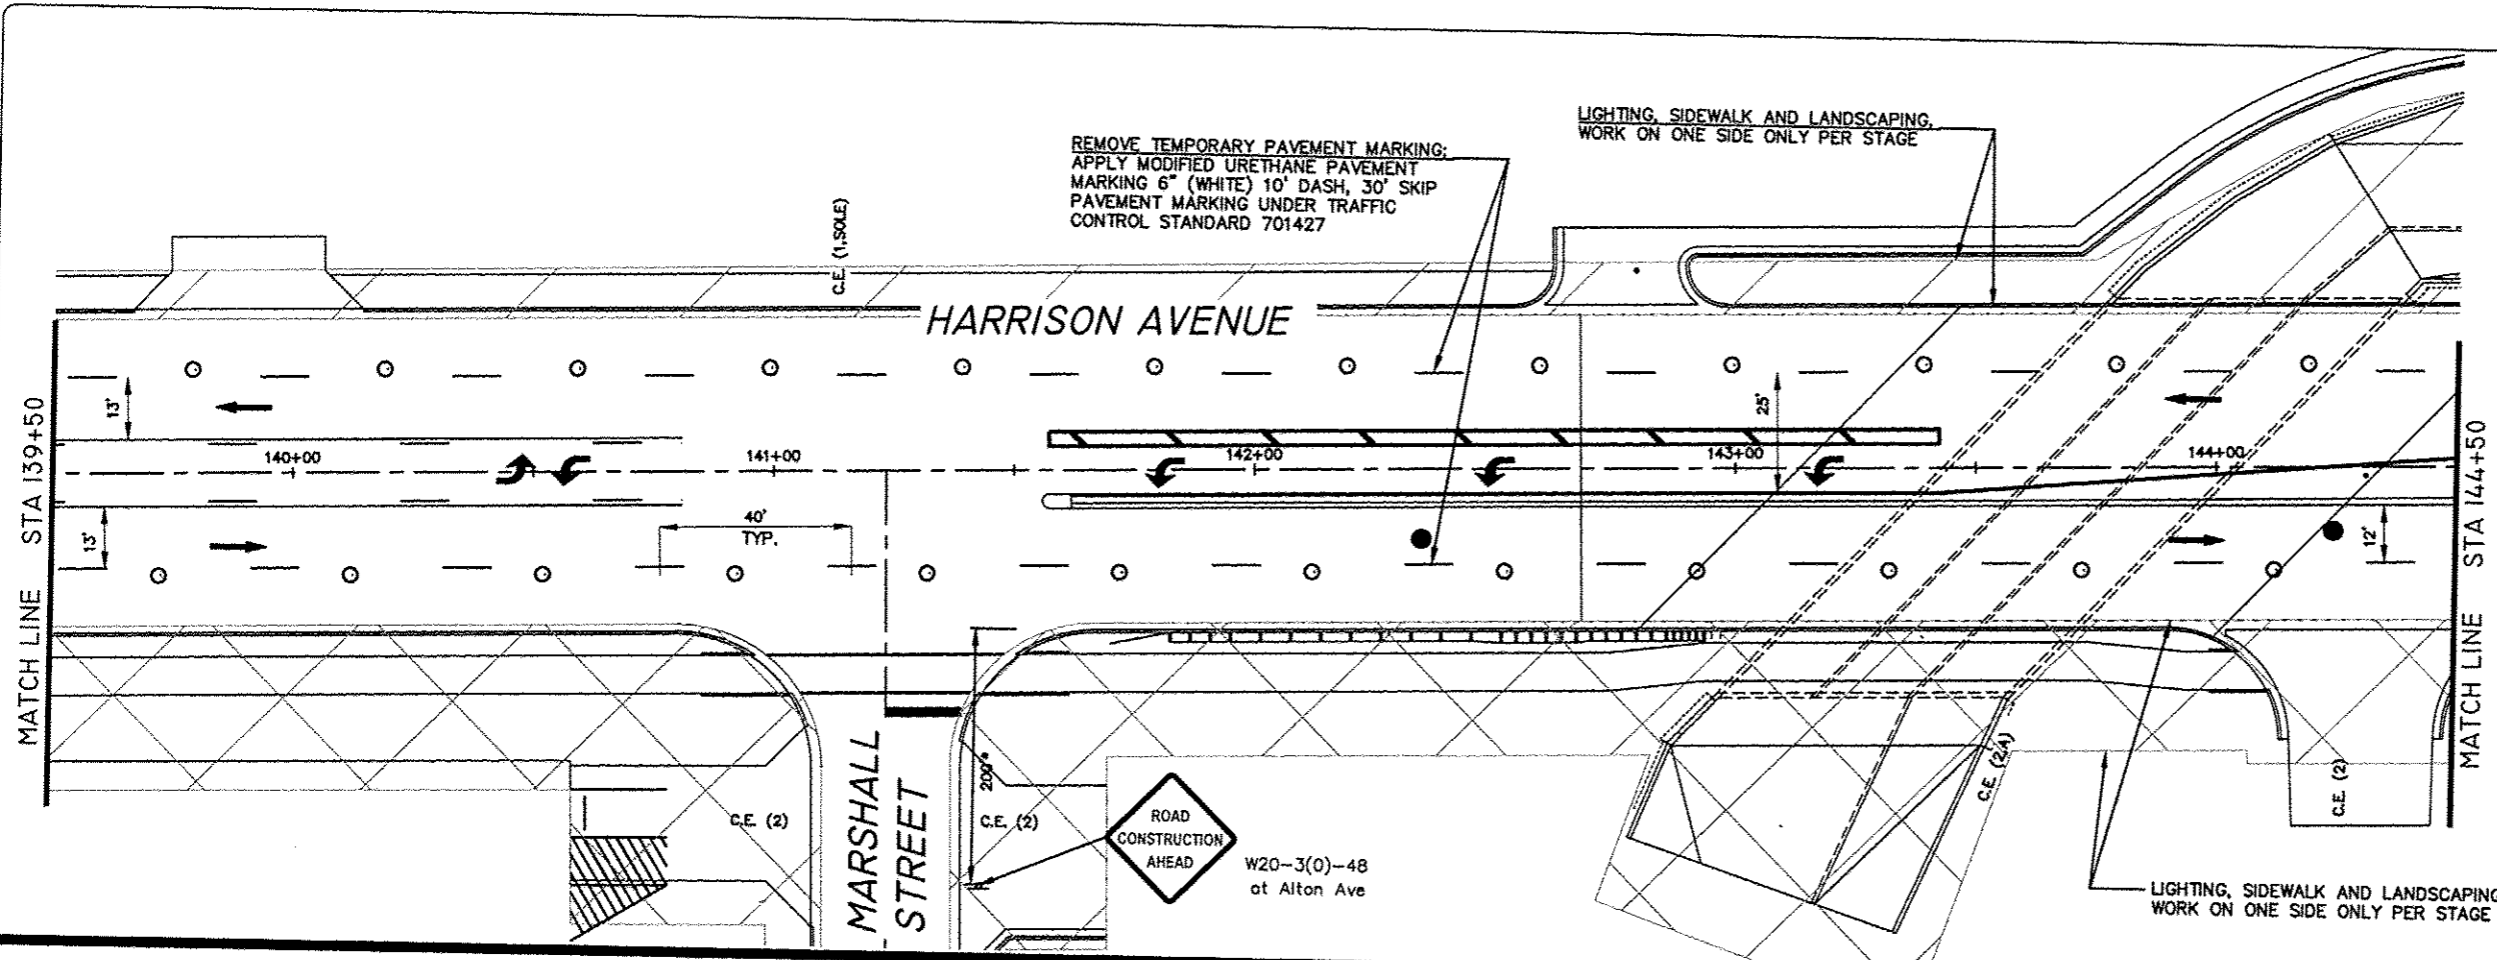 LIGHTING, SIDEWALK AND LANDSCAPING,
WORK ON ONE SIDE ONLY PER STAGE
REMOVE TEMPORARY PAVEMENT MARKING;
APPLY MODIFIED URETHANE PAVEMENT
MARKING 6" (WHITE) 10' DASH, 30' SKIP
PAVEMENT MARKING UNDER TRAFFIC
CONTROL STANDARD 701427
C.E. (1,SOLE)
HARRISON AVENUE
MATCH LINE STA 139+50
13'
25'
140+00
141+00
142+00
143+00
144+00
13'
40'
TYP.
12'
MATCH LINE STA 144+50
MARSHALL
STREET
200'±
C.E. (2)
C.E. (2)
ROAD
CONSTRUCTION
AHEAD
W20-3(O)-48
at Alton Ave
C.E. (2A)
C.E. (2)
LIGHTING, SIDEWALK AND LANDSCAPING
WORK ON ONE SIDE ONLY PER STAGE